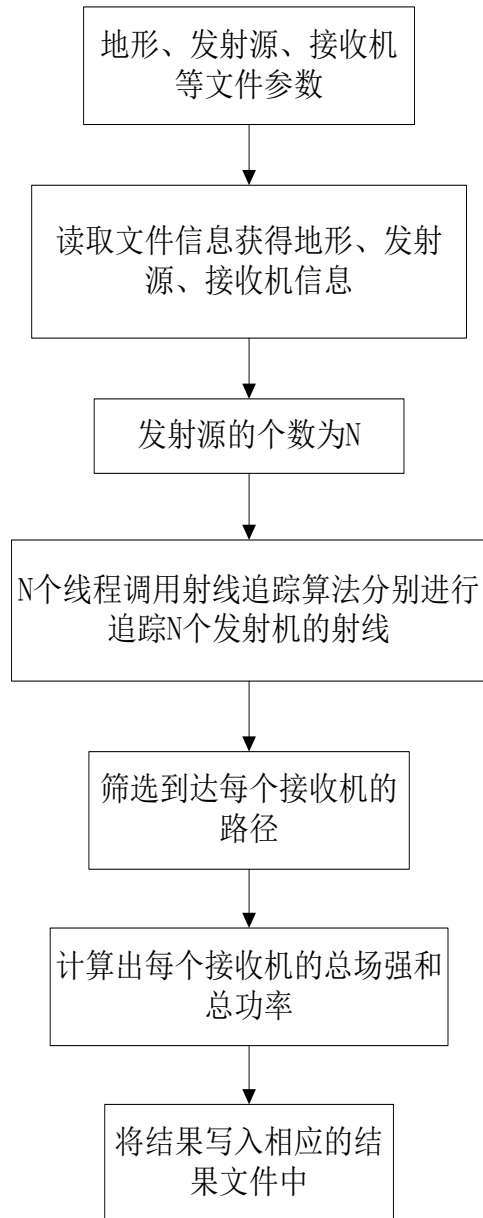 地形、发射源、接收机
等文件参数
读取文件信息获得地形、发射
源、接收机信息
发射源的个数为N
N个线程调用射线追踪算法分别进行
追踪N个发射机的射线
筛选到达每个接收机的
路径
计算出每个接收机的总场强和
总功率
将结果写入相应的结
果文件中